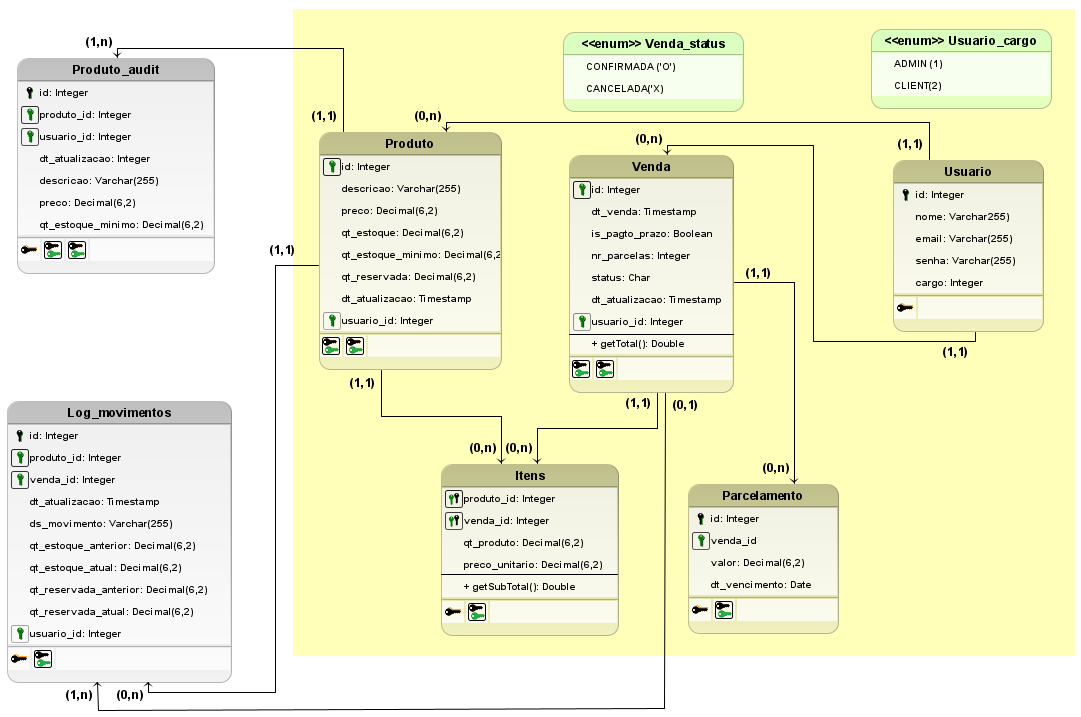 (1,n)
Produto_audit
id: Integer
produto_id: Integer
usuario_id: Integer
dt_atualizacao: Integer
descricao: Varchar(255)
preco: Decimal(6,2)
qt_estoque_minimo: Decimal(6,2)
<<enum>> Venda_status
CONFIRMADA ('O')
CANCELADA('X)
<<enum>> Usuario_cargo
ADMIN (1)
CLIENT(2)
(1,1)
(0,n)
(0,n)
(1,1)
Produto
id: Integer
descricao: Varchar(255)
preco: Decimal(6,2)
qt_estoque: Decimal(6,2)
qt_estoque_minimo: Decimal(6,2
qt_reservada: Decimal(6,2)
dt_atualizacao: Timestamp
usuario_id: Integer
(1,1)
(1,1)
Venda
id: Integer
dt_venda: Timestamp
is_pagto_prazo: Boolean
nr_parcelas: Integer
status: Char
dt_atualizacao: Timestamp
usuario_id: Integer
+ getTotal(): Double
(1,1)
(1,1)
(0,1)
Usuario
id: Integer
nome: Varchar255)
email: Varchar(255)
senha: Varchar(255)
cargo: Integer
(1,1)
Log_movimentos
id: Integer
produto_id: Integer
venda_id: Integer
dt_atualizacao: Timestamp
ds_movimento: Varchar(255)
qt_estoque_anterior: Decimal(6,2)
qt_estoque_atual: Decimal(6,2)
qt_reservada_anterior: Decimal(6,2)
qt_reservada_atual: Decimal(6,2)
usuario_id: Integer
(1,n)
(0,n)
(0,n)
(0,n)
Itens
produto_id: Integer
venda_id: Integer
qt_produto: Decimal(6,2)
preco_unitario: Decimal(6,2)
+ getSubTotal(): Double
(0,n)
Parcelamento
id: Integer
venda_id
valor: Decimal(6,2)
dt_vencimento: Date